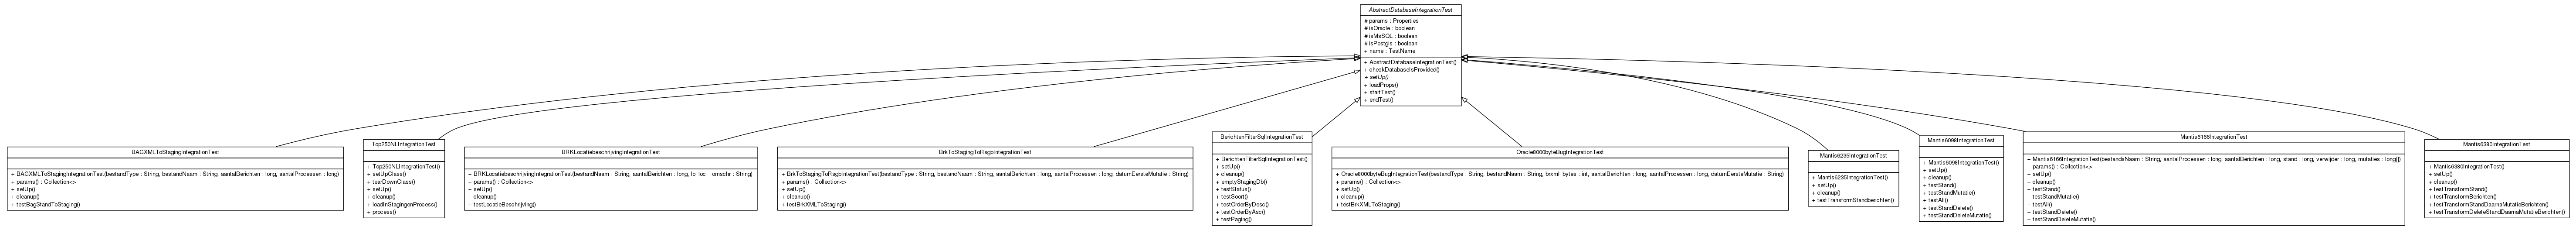 AbstractDatabaseIntegrationTest
# params : Properties
# isOracle : boolean
# isMsSQL : boolean
# isPostgis : boolean
+ name : TestName
+ AbstractDatabaseIntegrationTest()
+ checkDatabaseIsProvided()
+ setUp()
+ loadProps()
+ startTest()
+ endTest()
BAGXMLToStagingIntegrationTest
+ BAGXMLToStagingIntegrationTest(bestandType : String, bestandNaam : String, aantalBerichten : long, aantalProcessen : long)
+ params() : Collection<>
+ setUp()
+ cleanup()
+ testBagStandToStaging()
Top250NLIntegrationTest
+ Top250NLIntegrationTest()
+ setUpClass()
+ tearDownClass()
+ setUp()
+ cleanup()
+ loadInStagingenProcess()
+ process()
BRKLocatiebeschrijvingIntegrationTest
+ BRKLocatiebeschrijvingIntegrationTest(bestandNaam : String, aantalBerichten : long, lo_loc__omschr : String)
+ params() : Collection<>
+ setUp()
+ cleanup()
+ testLocatieBeschrijving()
BrkToStagingToRsgbIntegrationTest
+ BrkToStagingToRsgbIntegrationTest(bestandType : String, bestandNaam : String, aantalBerichten : long, aantalProcessen : long, datumEersteMutatie : String)
+ params() : Collection<>
+ setUp()
+ cleanup()
+ testBrkXMLToStaging()
BerichtenFilterSqlIntegrationTest
+ BerichtenFilterSqlIntegrationTest()
+ setUp()
+ cleanup()
+ emptyStagingDb()
+ testStatus()
+ testSoort()
+ testOrderByDesc()
+ testOrderByAsc()
+ testPaging()
Oracle8000byteBugIntegrationTest
+ Oracle8000byteBugIntegrationTest(bestandType : String, bestandNaam : String, brxml_bytes : int, aantalBerichten : long, aantalProcessen : long, datumEersteMutatie : String)
+ params() : Collection<>
+ setUp()
+ cleanup()
+ testBrkXMLToStaging()
Mantis6235IntegrationTest
+ Mantis6235IntegrationTest()
+ setUp()
+ cleanup()
+ testTransformStandberichten()
Mantis6098IntegrationTest
+ Mantis6098IntegrationTest()
+ setUp()
+ cleanup()
+ testStand()
+ testStandMutatie()
+ testAll()
+ testStandDelete()
+ testStandDeleteMutatie()
Mantis6166IntegrationTest
+ Mantis6166IntegrationTest(bestandsNaam : String, aantalProcessen : long, aantalBerichten : long, stand : long, verwijder : long, mutaties : long[])
+ params() : Collection<>
+ setUp()
+ cleanup()
+ testStand()
+ testStandMutatie()
+ testAll()
+ testStandDelete()
+ testStandDeleteMutatie()
Mantis6380IntegrationTest
+ Mantis6380IntegrationTest()
+ setUp()
+ cleanup()
+ testTransformStand()
+ testTransformBerichten()
+ testTransformStandDaarnaMutatieBerichten()
+ testTransformDeleteStandDaarnaMutatieBerichten()